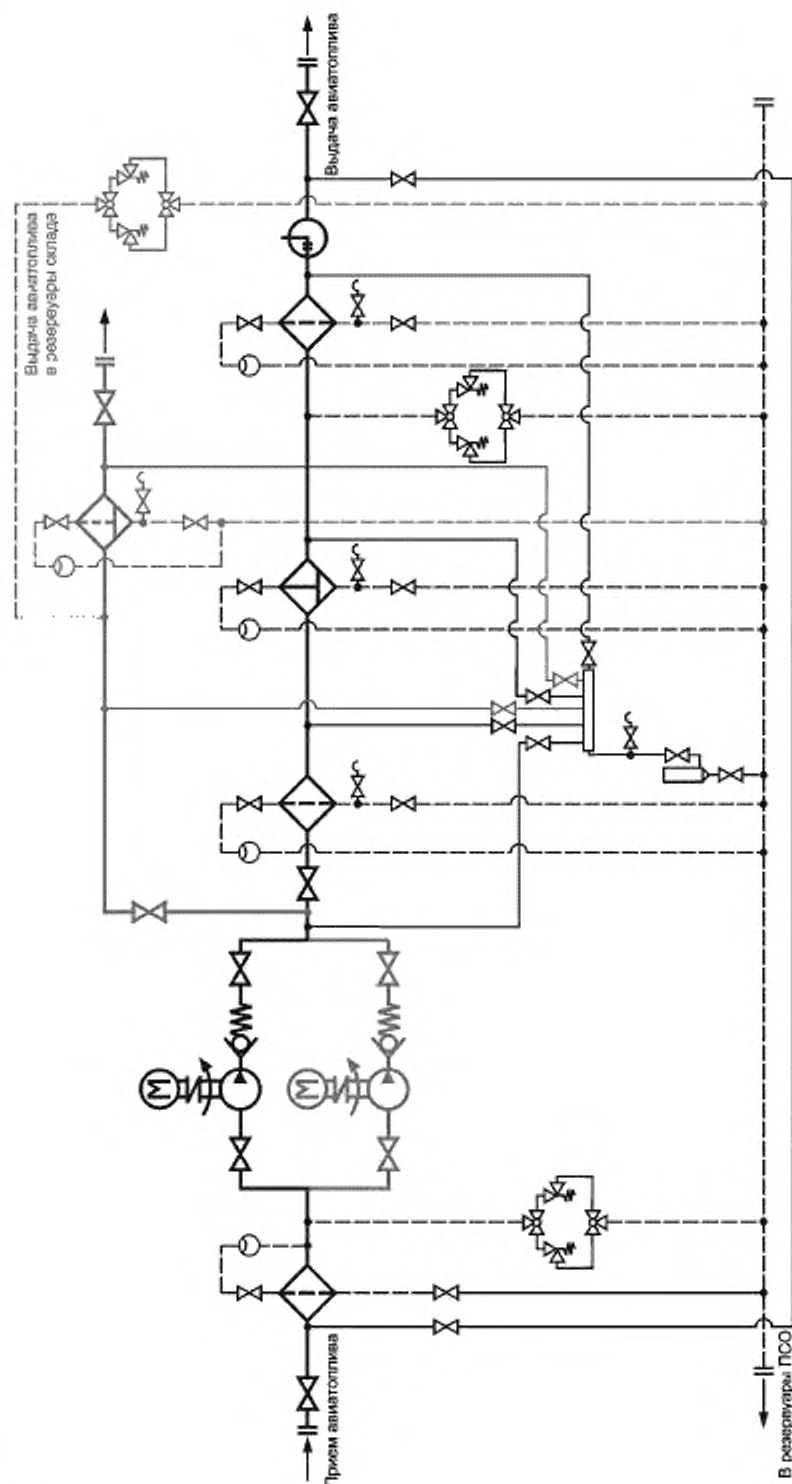 Выдача авиатоплива
Выдача авиатоплива
в резервуары склада
M
M
Прием авиатоплива
В резервуары ПСО